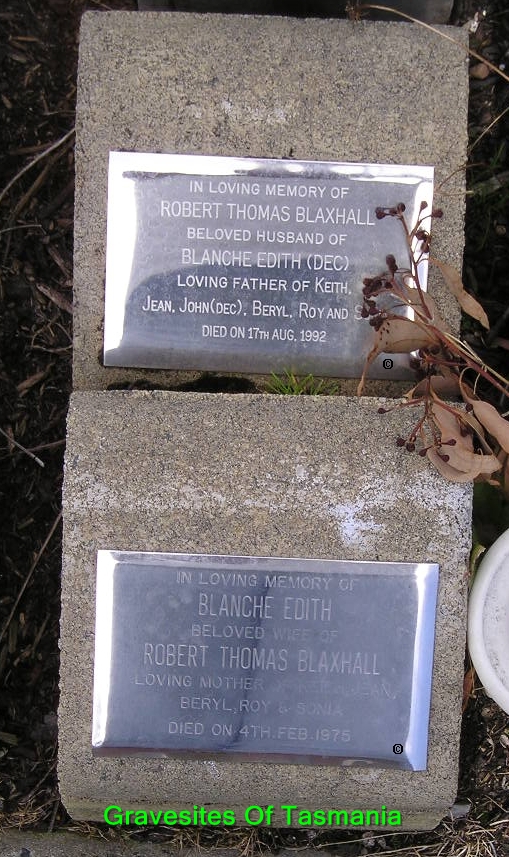 IN LOVING MEMORY OF
ROBERT THOMAS BLAXHALL
BELOVED HUSBAND OF
BLANCHE EDITH (DEC)
LOVING FATHER OF KEITH,
JEAN, JOHN(DEC), BERYL, ROY AND
DIED ON 17TH AUG. 1992
©
IN LOVING MEMORY OF
BLANCHE EDITH
BELOVED WIFE OF
ROBERT THOMAS BLAXHALL
LOVING MOTHER JEAN,
BERYL, ROY & SONIA
DIED ON 4TH. FEB. 1975
©
Gravesites Of Tasmania